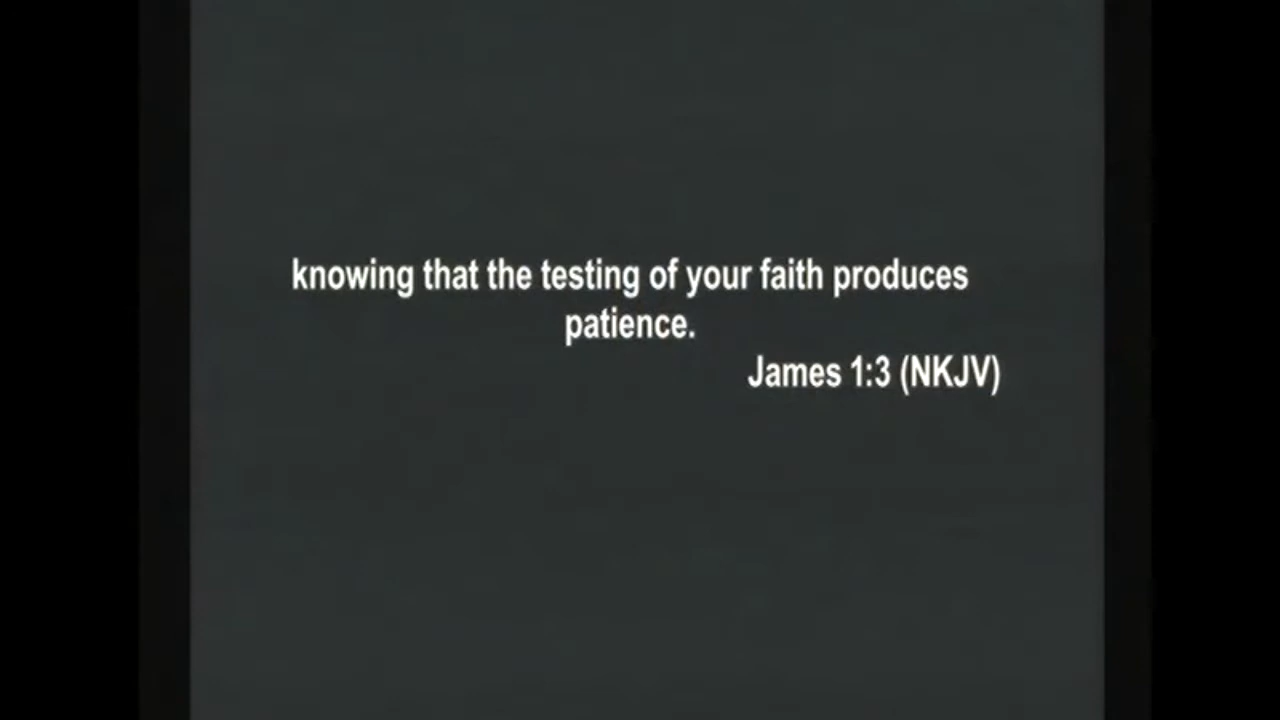 knowing that the testing of your faith produces
patience.
James 1:3 (NKJV)